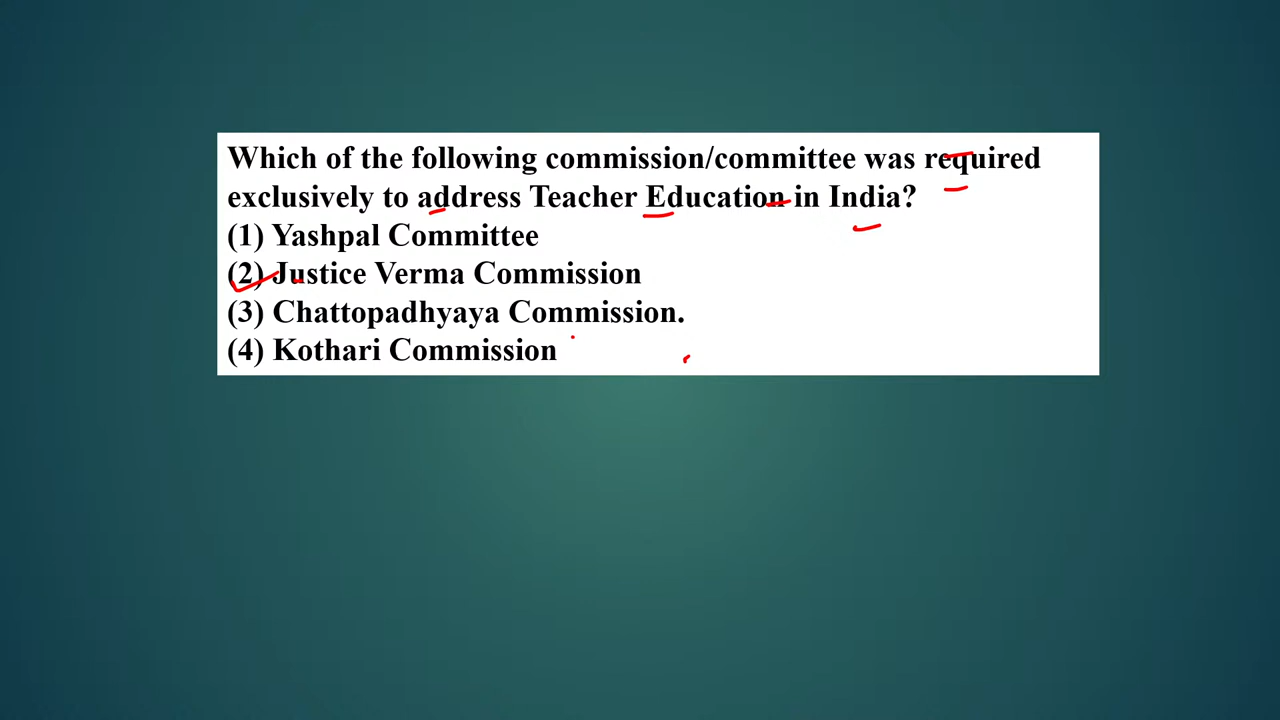 Which of the following commission/committee was required
exclusively to address Teacher Education in India?
(1) Yashpal Committee
(2) Justice Verma Commission
(3) Chattopadhyaya Commission.
(4) Kothari Commission